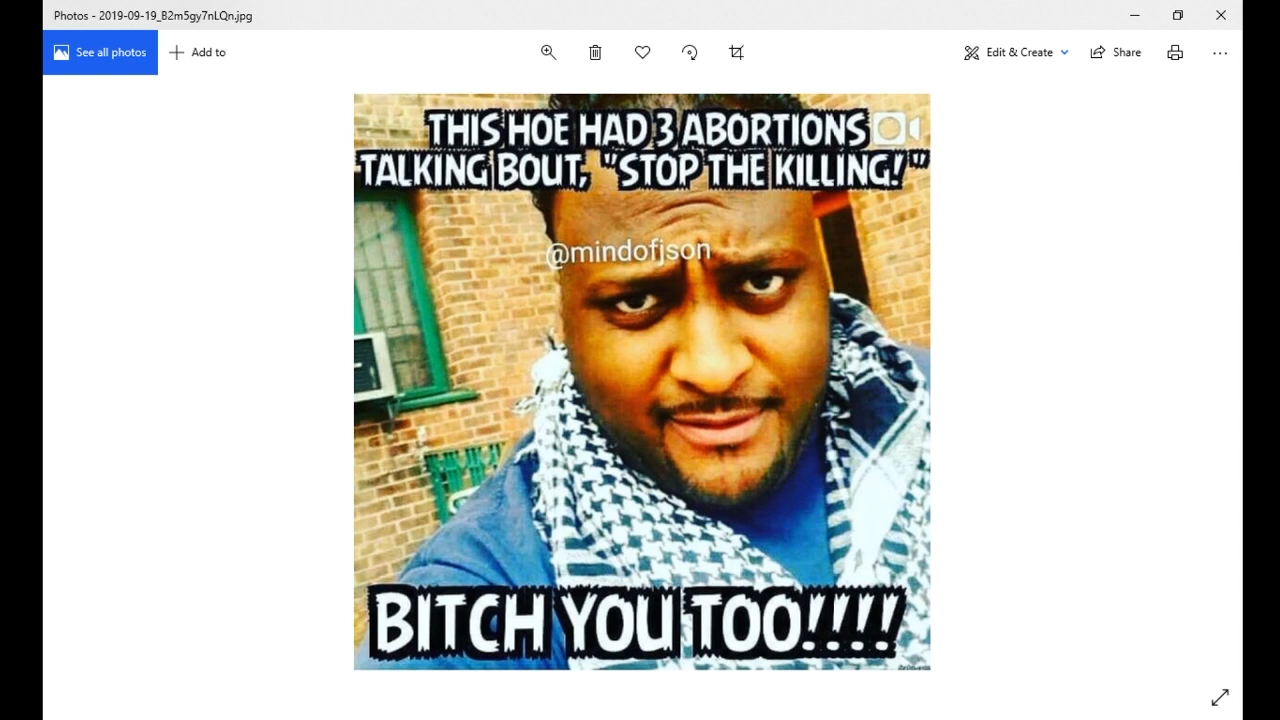 Photos - 2019-09-19_B2m5gy7nLQn.jpg
See all photos
Add to
Edit & Create
Share
THIS HOE HAD 3 ABORTIONS
TALKING BOUT, "STOP THE KILLING! "
@mindofjson
BITCH YOU TOO!!!!